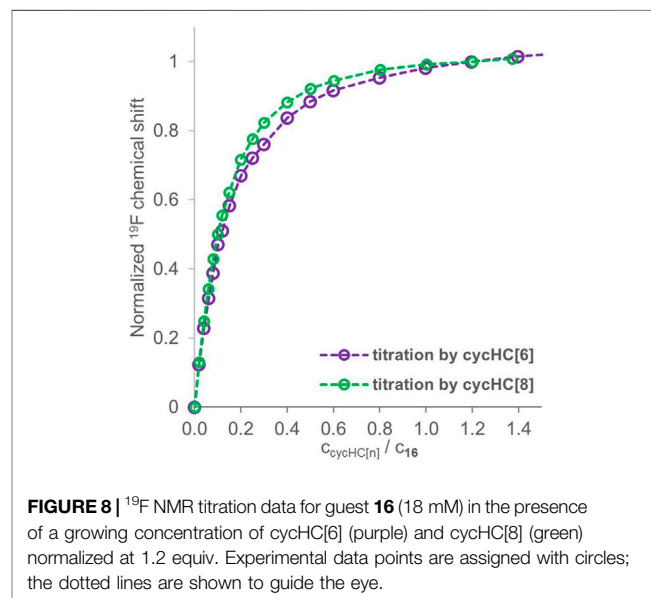 Normalized ¹⁹F chemical shift
1
0.8
0.6
0.4
0.2
0
titration by cycHC[6]
titration by cycHC[8]
0.0 0.2 0.4 0.6 0.8 1.0 1.2 1.4
c cycHC[n] / c 16
FIGURE 8 | ¹⁹F NMR titration data for guest 16 (18 mM) in the presence
of a growing concentration of cycHC[6] (purple) and cycHC[8] (green)
normalized at 1.2 equiv. Experimental data points are assigned with circles;
the dotted lines are shown to guide the eye.